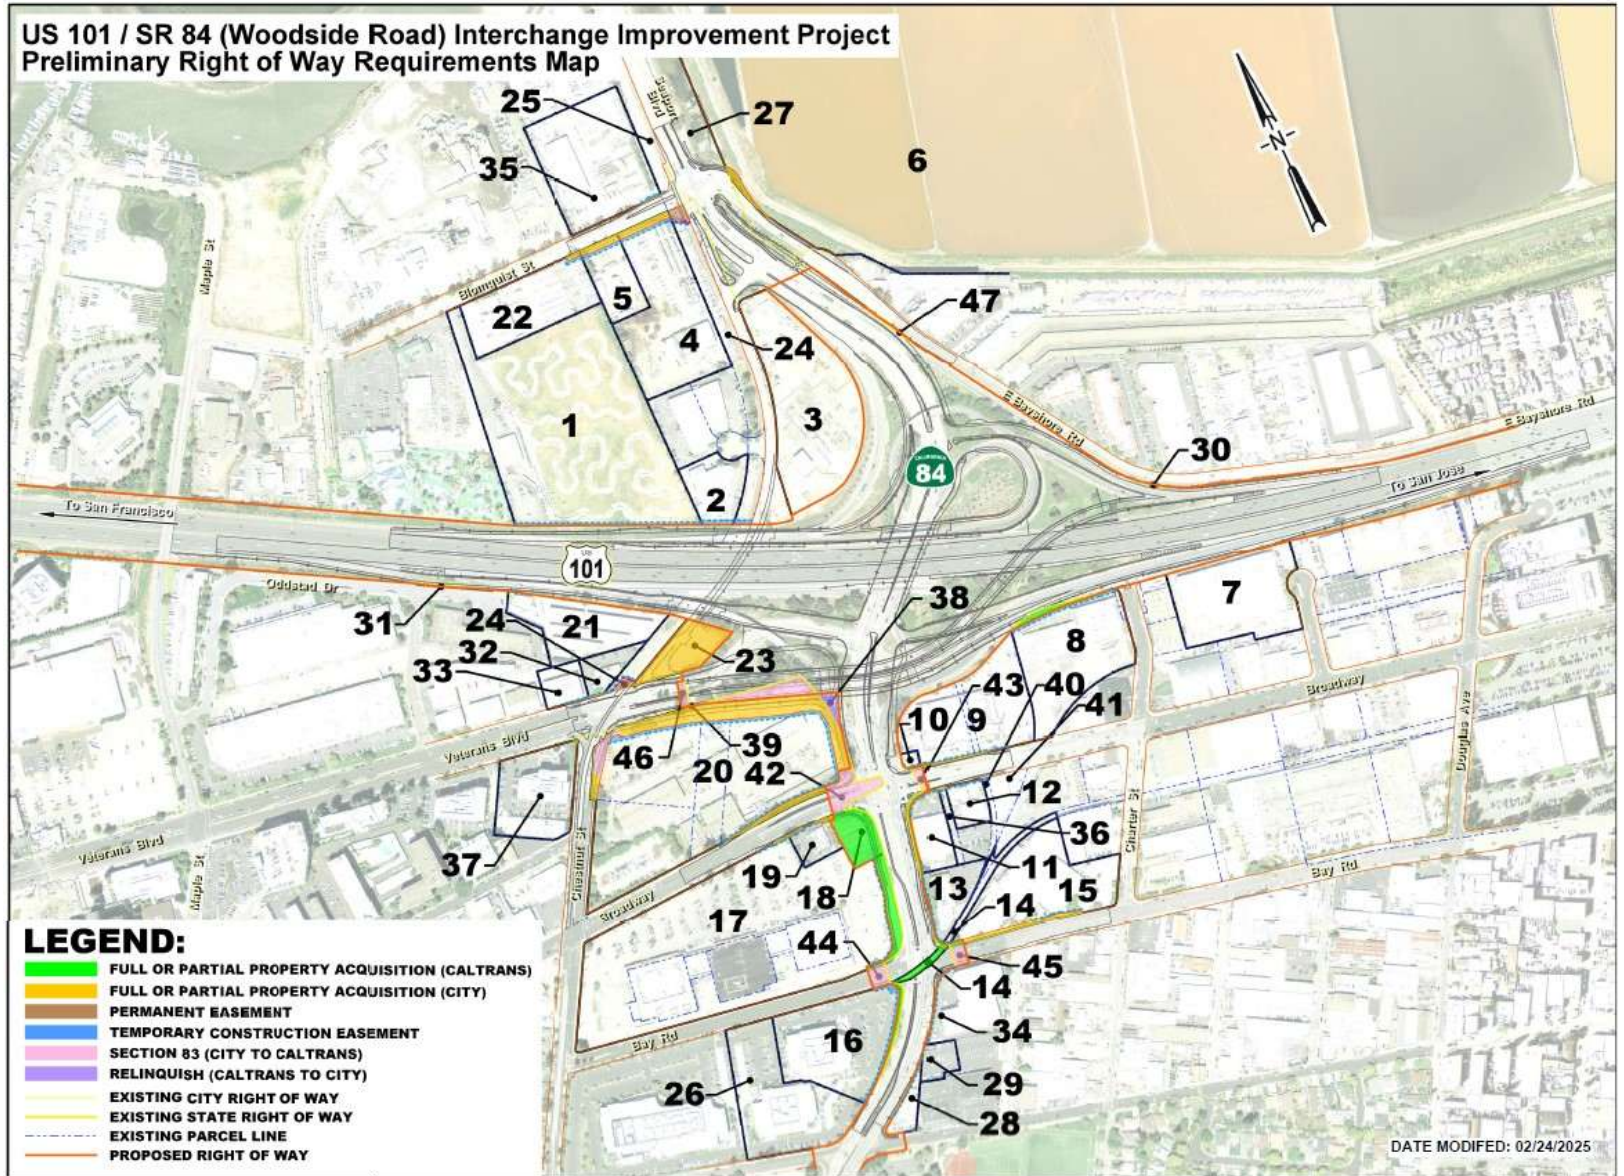 US 101 / SR 84 (Woodside Road) Interchange Improvement Project
Preliminary Right of Way Requirements Map
Seaport Blvd
25
27
35
6
N
Maple St
Blomquist St
5
22
4
47
24
1
3
E Bayshore Rd
E Bayshore Rd
CALIFORNIA
84
30
2
To San Francisco
To San Jose
US
101
Oddstad Dr
31
24
21
38
7
32
33
23
8
43
40
41
Broadway
10
9
Veterans Blvd
46
39
20
42
12
Douglas Ave
36
Charter St
37
Veterans Blvd
Maple St
Chestnut St
19
18
11
13
Bay Rd
Broadway
17
14
15
44
45
14
Bay Rd
16
34
26
29
28
LEGEND:
FULL OR PARTIAL PROPERTY ACQUISITION (CALTRANS)
FULL OR PARTIAL PROPERTY ACQUISITION (CITY)
PERMANENT EASEMENT
TEMPORARY CONSTRUCTION EASEMENT
SECTION 83 (CITY TO CALTRANS)
RELINQUISH (CALTRANS TO CITY)
EXISTING CITY RIGHT OF WAY
EXISTING STATE RIGHT OF WAY
EXISTING PARCEL LINE
PROPOSED RIGHT OF WAY
DATE MODIFED: 02/24/2025